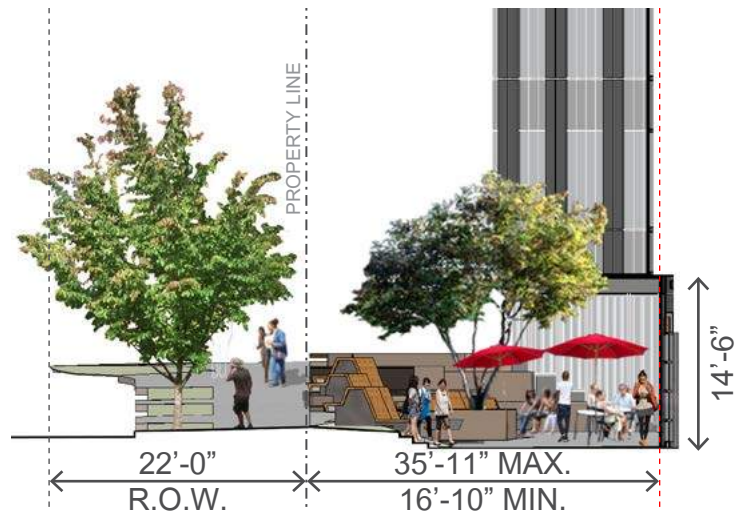 PROPERTY LINE
14’-6”
22’-0”
R.O.W.
35’-11” MAX.
16’-10” MIN.